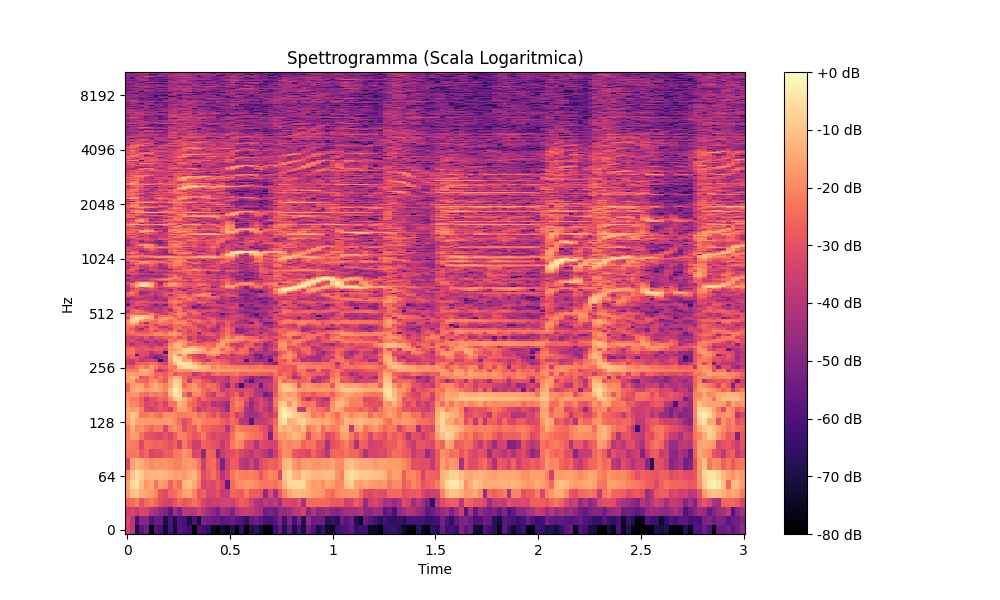 Spettrogramma (Scala Logaritmica)
Hz
8192
4096
2048
1024
512
256
128
64
0
0 0.5 1 1.5 2 2.5 3
Time
+0 dB
-10 dB
-20 dB
-30 dB
-40 dB
-50 dB
-60 dB
-70 dB
-80 dB